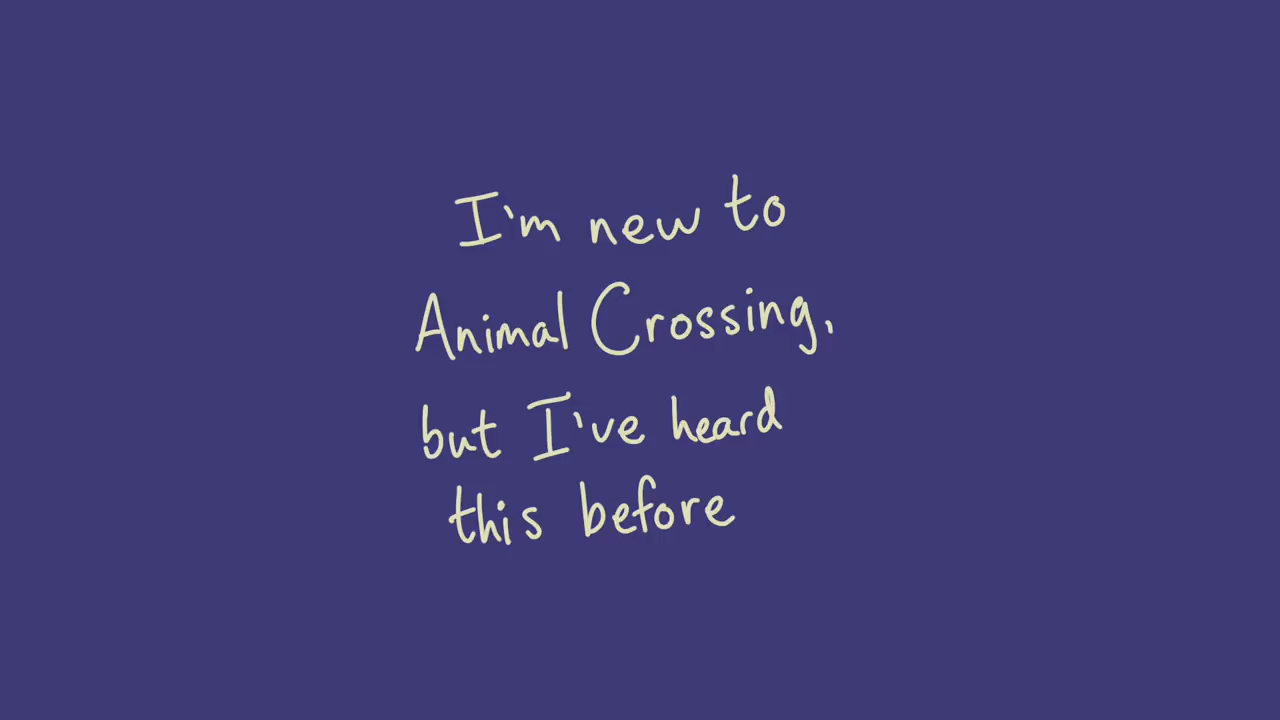 I'm new to
Animal Crossing,
but I've heard
this before